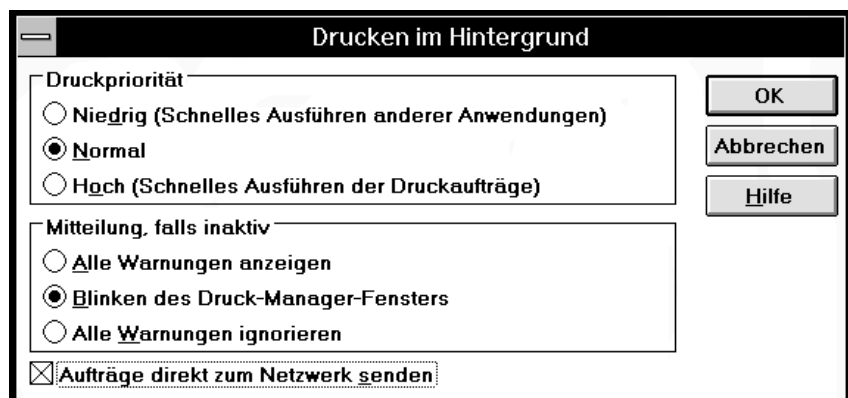 Drucken im Hintergrund
Druckpriorität
Niedrig (Schnelles Ausführen anderer Anwendungen)
Normal
Hoch (Schnelles Ausführen der Druckaufträge)
Mitteilung, falls inaktiv
Alle Warnungen anzeigen
Blinken des Druck-Manager-Fensters
Alle Warnungen ignorieren
Aufträge direkt zum Netzwerk senden
OK
Abbrechen
Hilfe